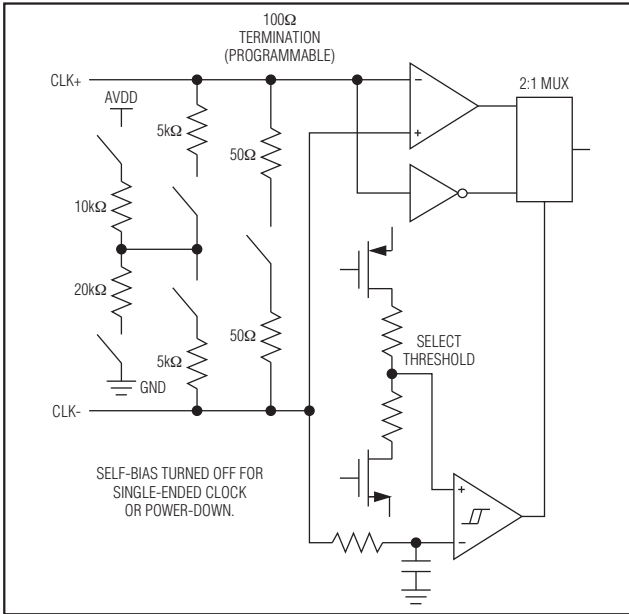 100Ω
TERMINATION
(PROGRAMMABLE)
CLK+
AVDD
2:1 MUX
−
+
5kΩ
50Ω
10kΩ
20kΩ
SELECT
THRESHOLD
5kΩ
50Ω
GND
CLK-
SELF-BIAS TURNED OFF FOR
SINGLE-ENDED CLOCK
OR POWER-DOWN.
+
−